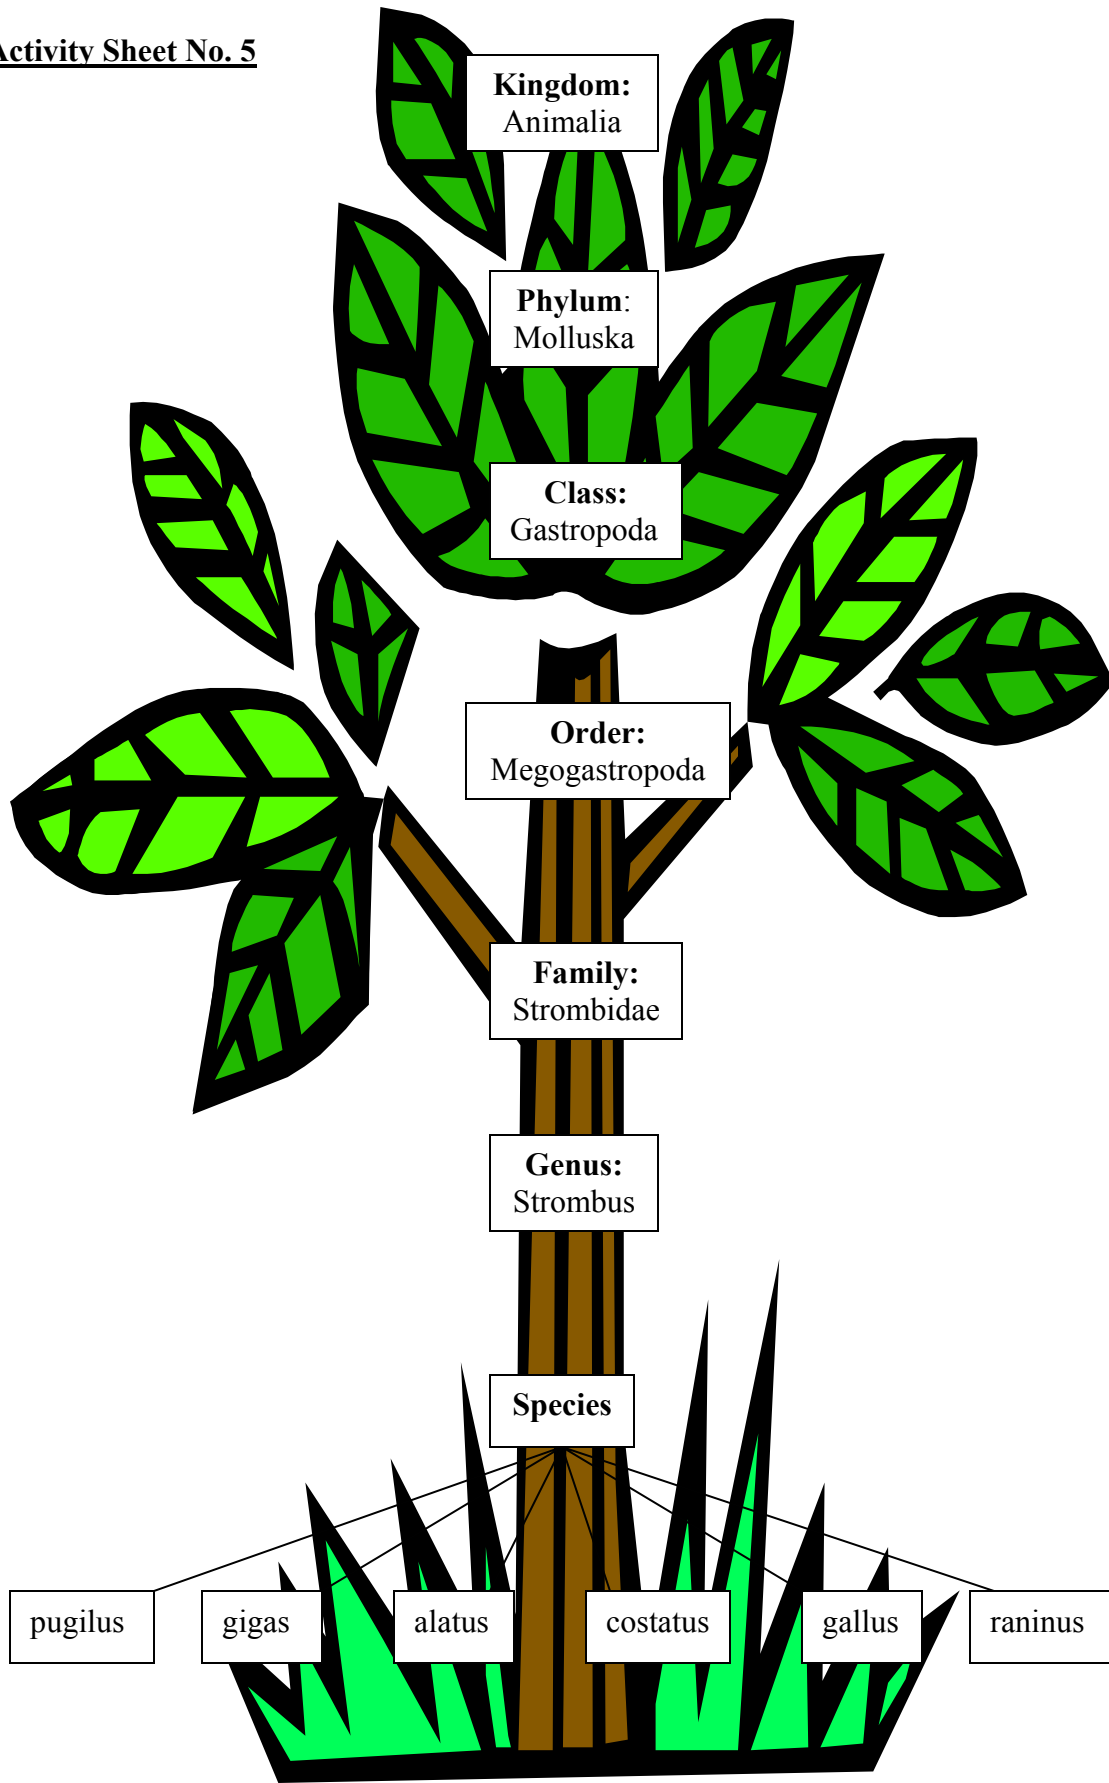 Activity Sheet No. 5
Kingdom:
Animalia
Phylum:
Molluska
Class:
Gastropoda
Order:
Megogastropoda
Family:
Strombidae
Genus:
Strombus
Species
pugilus
gigas
alatus
costatus
gallus
raninus